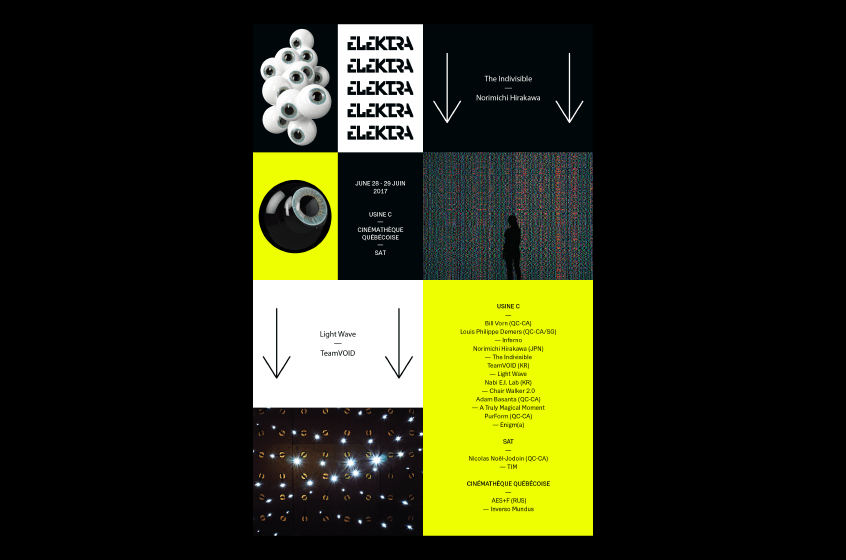 ELEKTRA
ELEKTRA
ELEKTRA
ELEKTRA
ELEKTRA
The Indivisible
—
Norimichi Hirakawa
JUNE 28 - 29 JUIN
2017
USINE C
—
CINÉMATHÈQUE
QUÉBÉCOISE
—
SAT
Light Wave
—
TeamVOID
USINE C
—
Bill Vorn (QC-CA)
Louis Philippe Demers (QC-CA/SG)
— Inferno
Norimichi Hirakawa (JPN)
— The Indivisible
TeamVOID (KR)
— Light Wave
Nabi E.I. Lab (KR)
— Chair Walker 2.0
Adam Basanta (QC-CA)
— A Truly Magical Moment
PurForm (QC-CA)
— Enigm(a)
SAT
—
Nicolas Noël-Jodoin (QC-CA)
— TIM
CINÉMATHÈQUE QUÉBÉCOISE
—
AES+F (RUS)
— Inverso Mundus